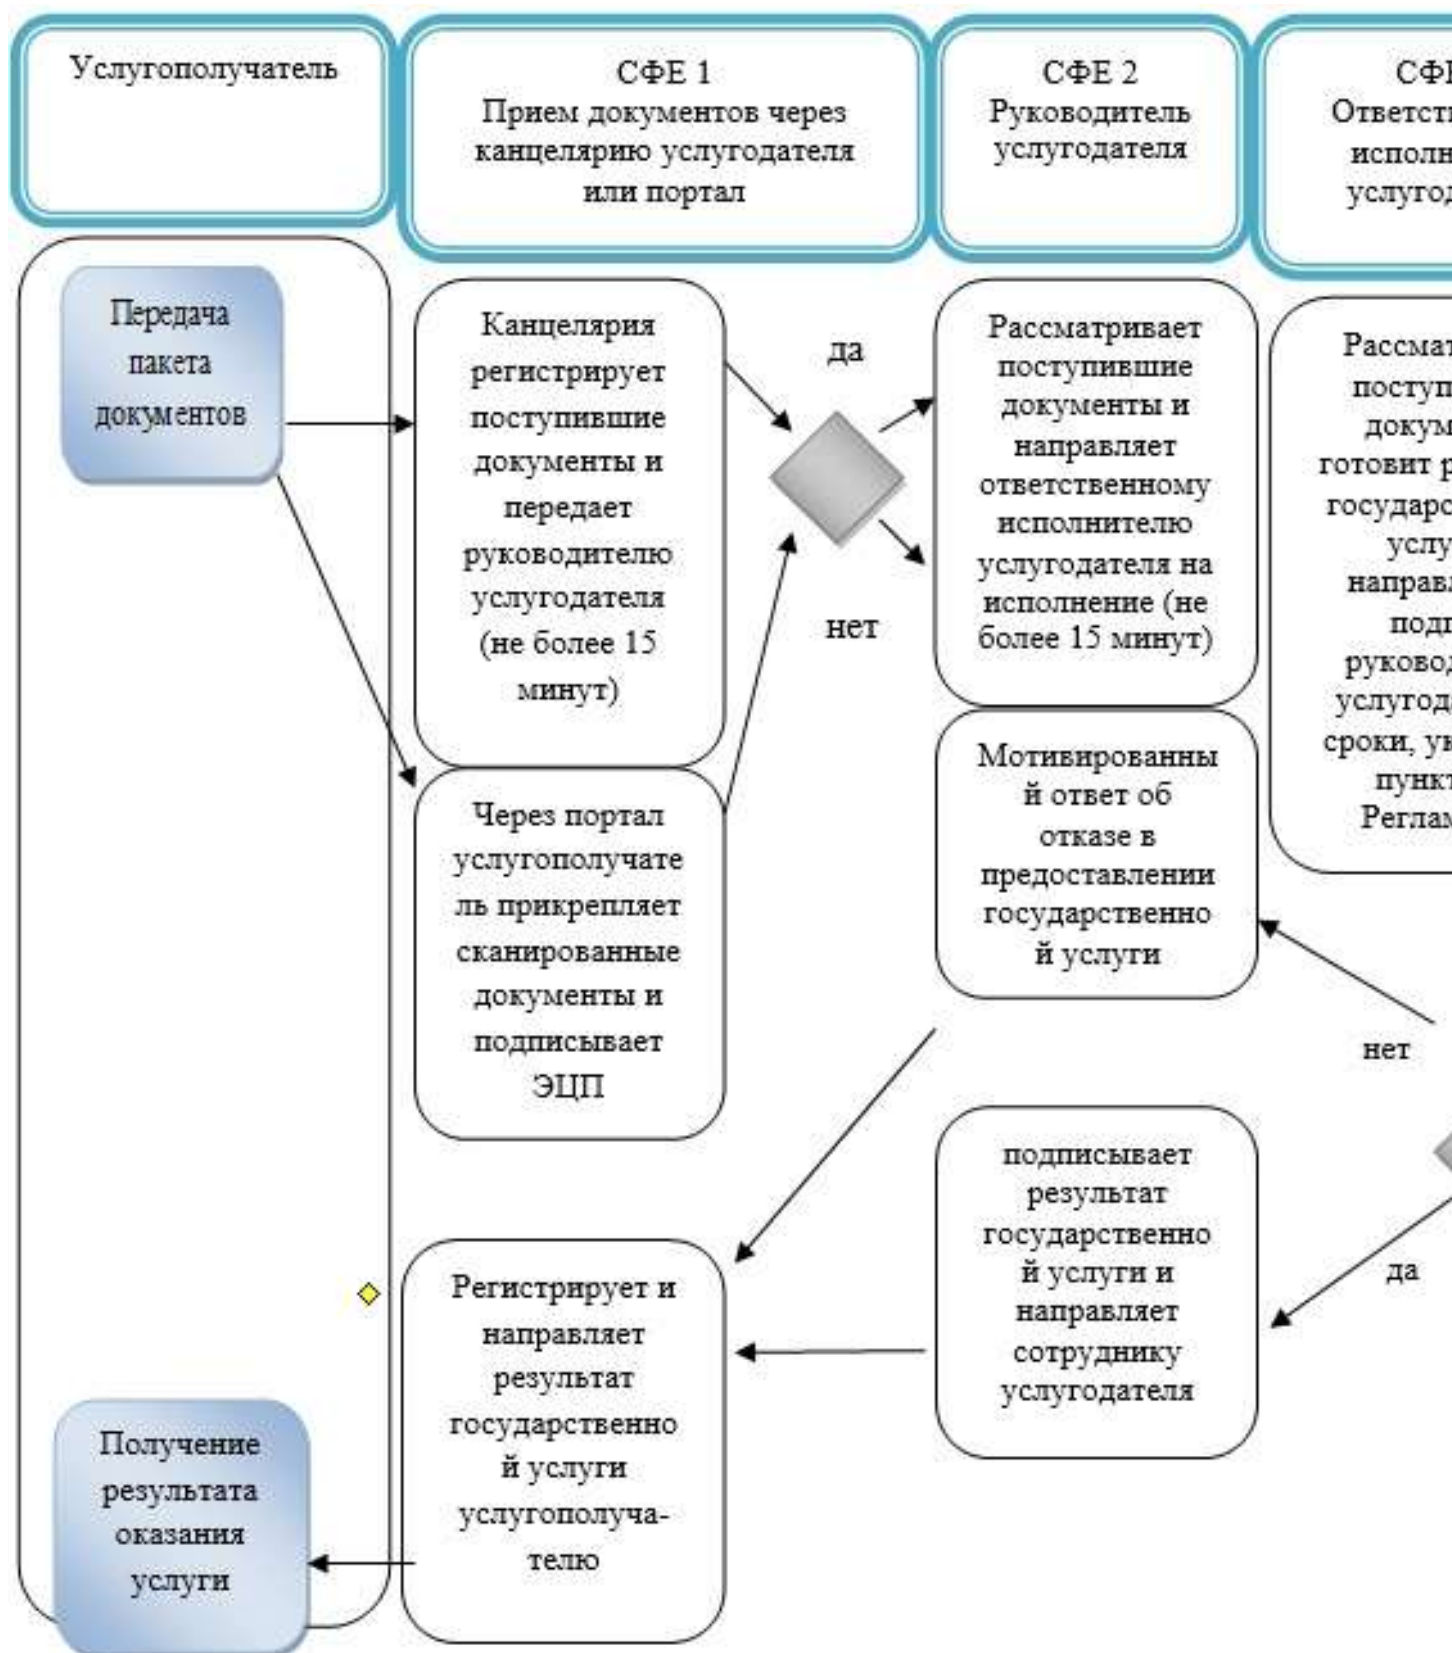 Услугополучатель
СФЕ 1
Прием документов через
канцелярию услугодателя
или портал
СФЕ 2
Руководитель
услугодателя
Передача
пакета
документов
Канцелярия
регистрирует
поступившие
документы и
передает
руководителю
услугодателя
(не более 15
минут)
да
нет
Рассматривает
поступившие
документы и
направляет
ответственному
исполнителю
услугодателя на
исполнение (не
более 15 минут)
готовит
сроки,
Через портал
услугополучате
ль прикрепляет
сканированные
документы и
подписывает
ЭЦП
Мотивированны
й ответ об
отказе в
предоставлении
государственно
й услуги
нет
подписывает
результат
государственно
й услуги и
направляет
сотруднику
услугодателя
да
Регистрирует и
направляет
результат
государственно
й услуги
услугополуча-
телю
Получение
результата
оказания
услуги